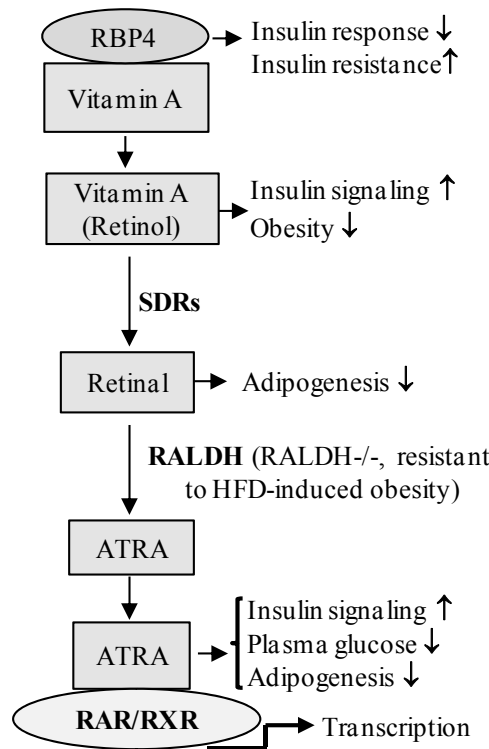 RBP4
Insulin response ↓
Insulin resistance ↑
Vitamin A
Vitamin A
(Retinol)
Insulin signaling ↑
Obesity ↓
SDRs
Retinal
Adipogenesis ↓
RALDH (RALDH-/-, resistant
to HFD-induced obesity)
ATRA
ATRA
Insulin signaling ↑
Plasma glucose ↓
Adipogenesis ↓
RAR/RXR
Transcription